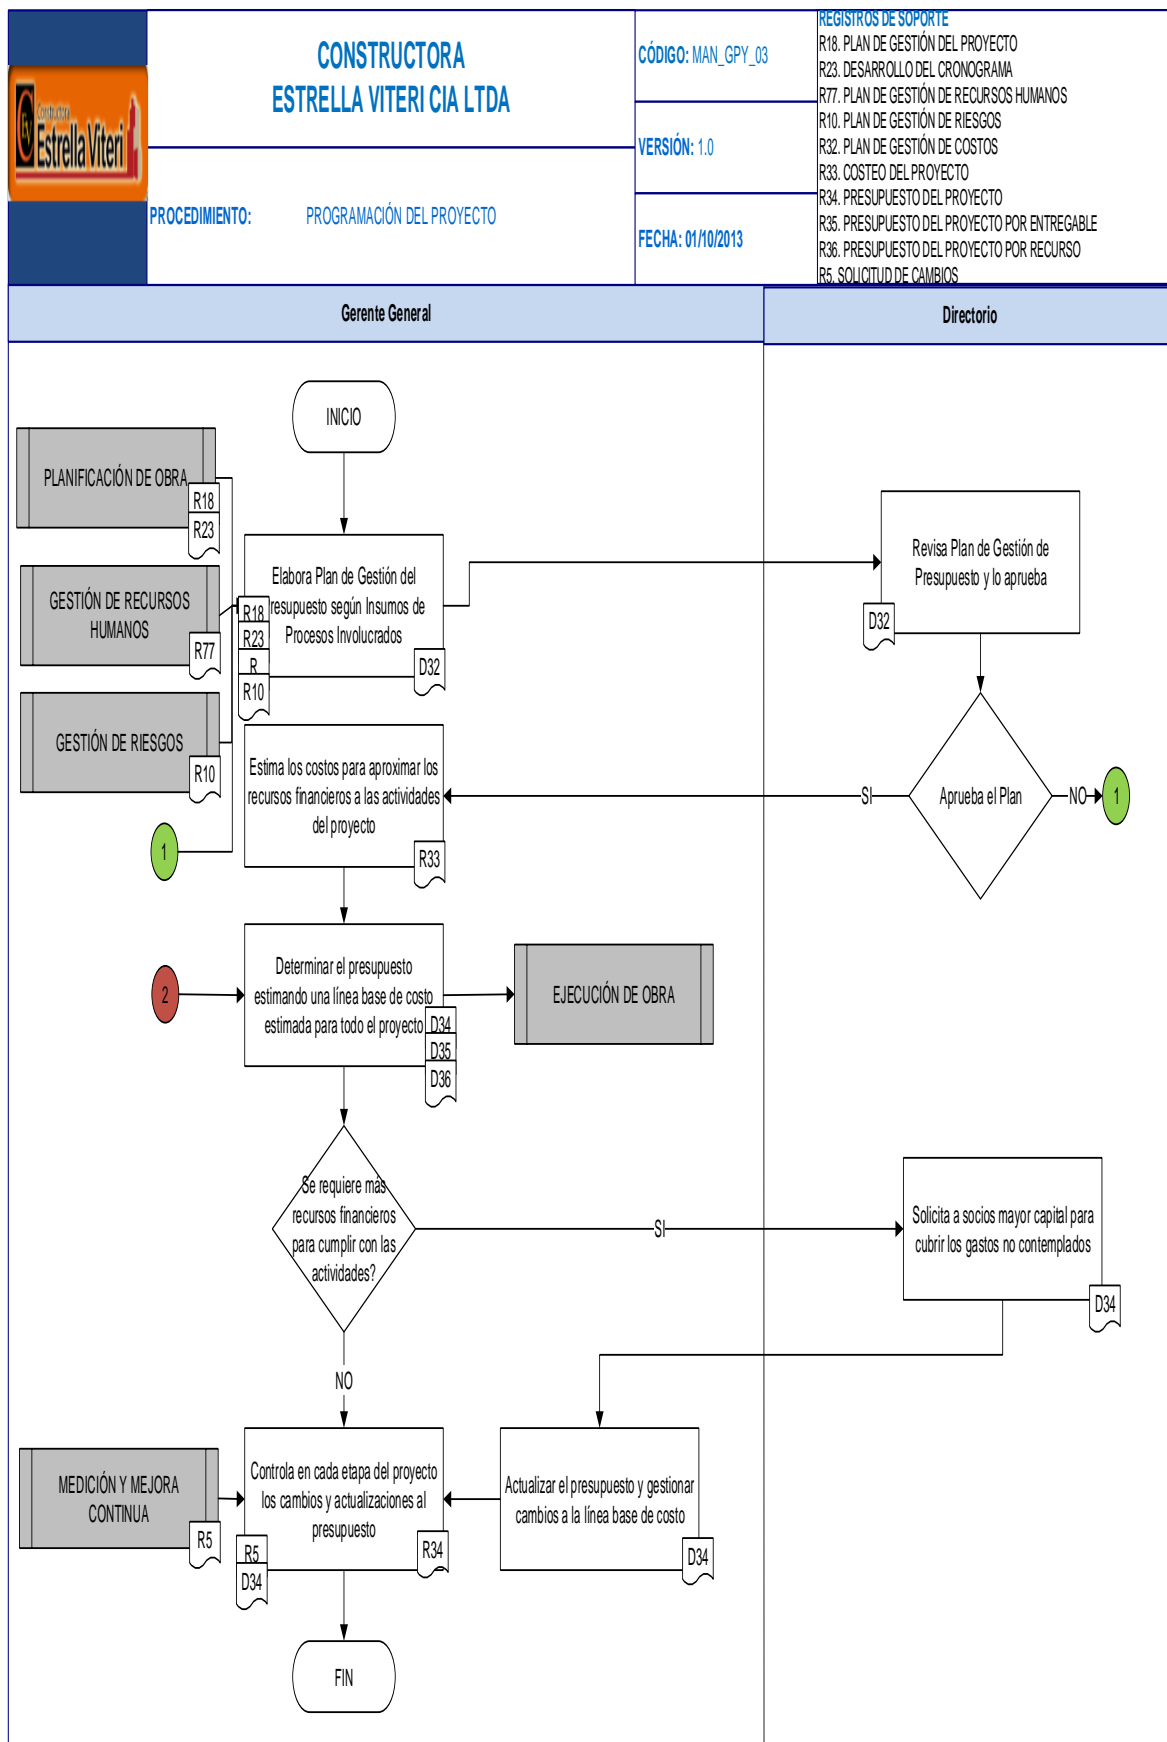 Constructora
EV Estrella Viteri
CONSTRUCTORA
ESTRELLA VITERI CIA LTDA
PROCEDIMIENTO: PROGRAMACIÓN DEL PROYECTO
CÓDIGO: MAN_GPY_03
VERSIÓN: 1.0
FECHA: 01/10/2013
REGISTROS DE SOPORTE
R18. PLAN DE GESTIÓN DEL PROYECTO
R23. DESARROLLO DEL CRONOGRAMA
R77. PLAN DE GESTIÓN DE RECURSOS HUMANOS
R10. PLAN DE GESTIÓN DE RIESGOS
R32. PLAN DE GESTIÓN DE COSTOS
R33. COSTEO DEL PROYECTO
R34. PRESUPUESTO DEL PROYECTO
R35. PRESUPUESTO DEL PROYECTO POR ENTREGABLE
R36. PRESUPUESTO DEL PROYECTO POR RECURSO
R5. SOLICITUD DE CAMBIOS
Gerente General
Directorio
INICIO
PLANIFICACIÓN DE OBRA
R18
R23
GESTIÓN DE RECURSOS
HUMANOS
R77
GESTIÓN DE RIESGOS
R10
1
Elabora Plan de Gestión del
resupuesto según Insumos de
Procesos Involucrados
R18
R23
R
R10
D32
Revisa Plan de Gestión de
Presupuesto y lo aprueba
D32
Aprueba el Plan
SI
NO
1
Estima los costos para aproximar los
recursos financieros a las actividades
del proyecto
R33
2
Determinar el presupuesto
estimando una línea base de costo
estimada para todo el proyecto
D34
D35
D36
EJECUCIÓN DE OBRA
Se requiere más
recursos financieros
para cumplir con las
actividades?
SI
NO
Solicita a socios mayor capital para
cubrir los gastos no contemplados
D34
MEDICIÓN Y MEJORA
CONTINUA
R5
Controla en cada etapa del proyecto
los cambios y actualizaciones al
presupuesto
R5
D34
R34
Actualizar el presupuesto y gestionar
cambios a la línea base de costo
D34
FIN